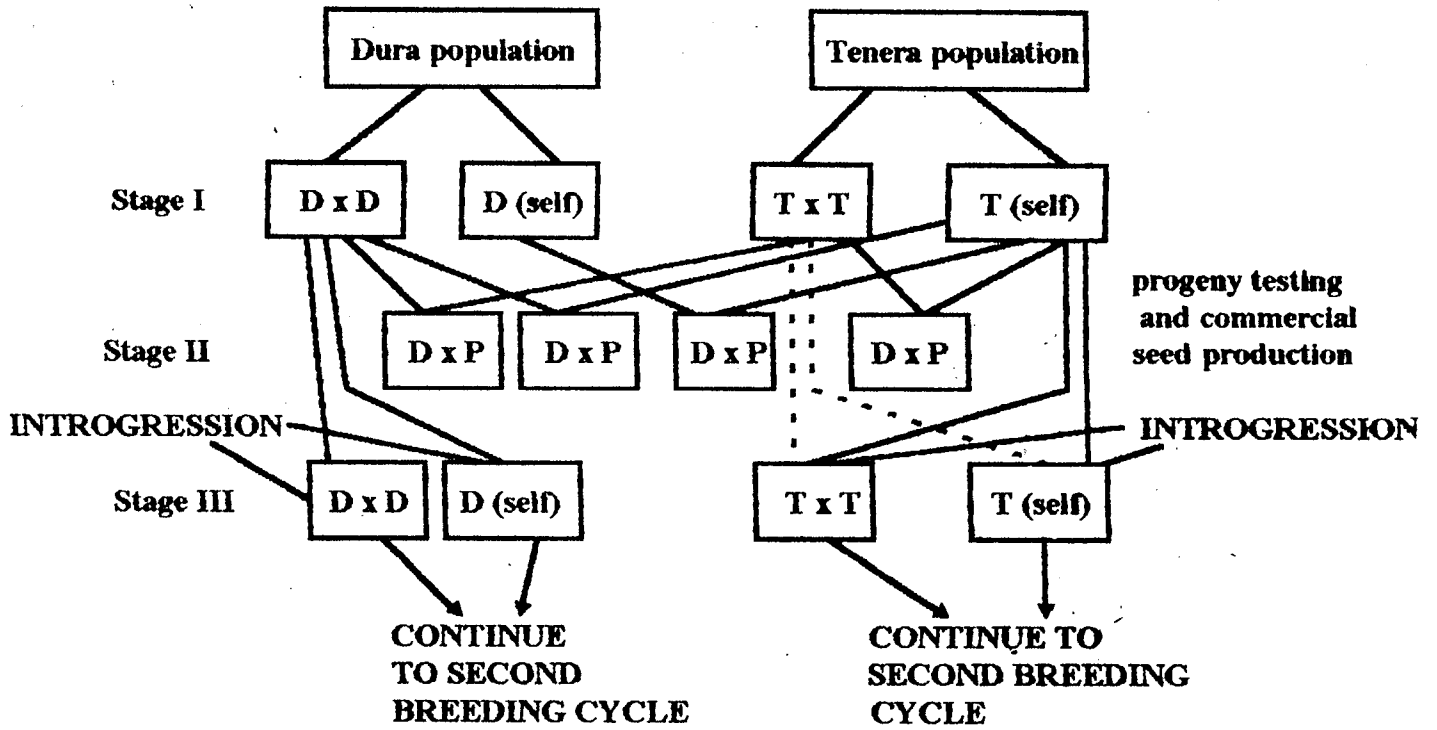 Dura population
Tenera population
Stage I
D x D
D (self)
T x T
T (self)
progeny testing
and commercial
seed production
Stage II
D x P
D x P
D x P
D x P
INTROGRESSION
INTROGRESSION
Stage III
D x D
D (self)
T x T
T (self)
CONTINUE
TO SECOND
BREEDING CYCLE
CONTINUE TO
SECOND BREEDING
CYCLE